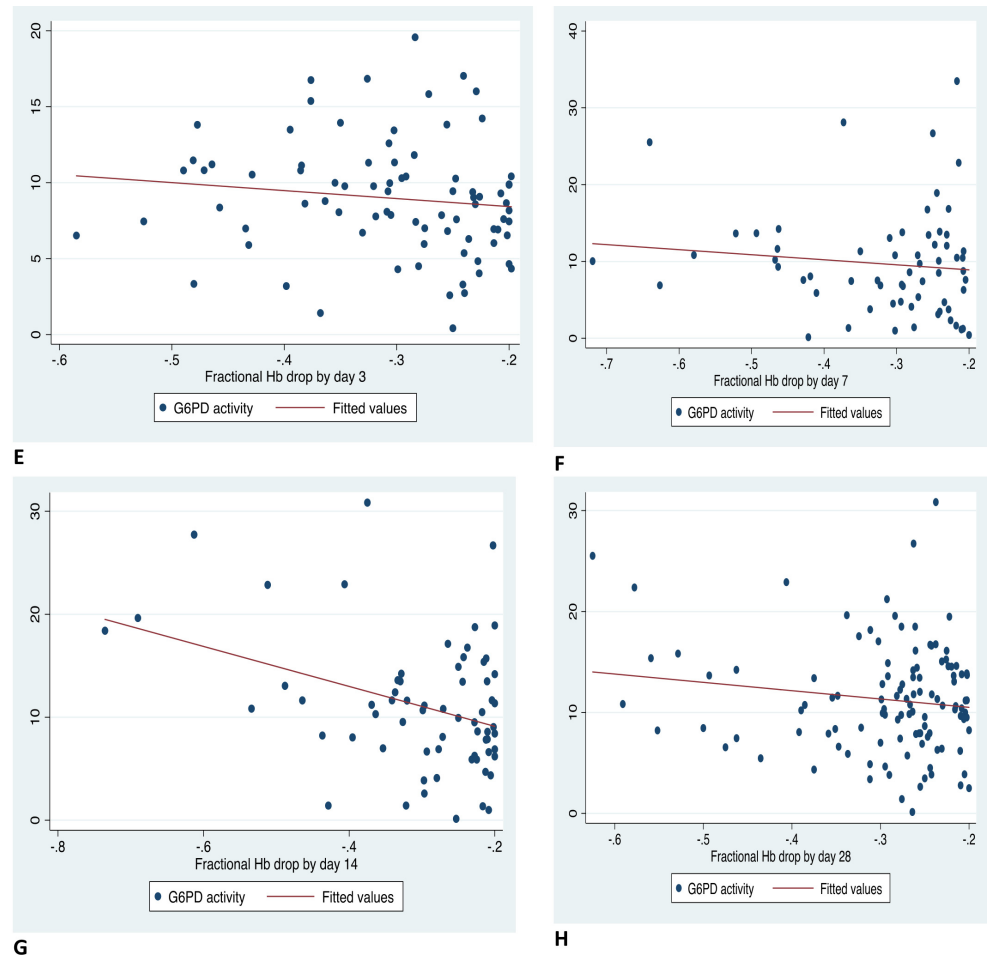 20
15
10
5
0
-.6 -.5 -.4 -.3 -.2
Fractional Hb drop by day 3
G6PD activity Fitted values
E
40
30
20
10
0
-.7 -.6 -.5 -.4 -.3 -.2
Fractional Hb drop by day 7
G6PD activity Fitted values
F
30
20
10
0
-.8 -.6 -.4 -.2
Fractional Hb drop by day 14
G6PD activity Fitted values
G
30
20
10
0
-.6 -.5 -.4 -.3 -.2
Fractional Hb drop by day 28
G6PD activity Fitted values
H